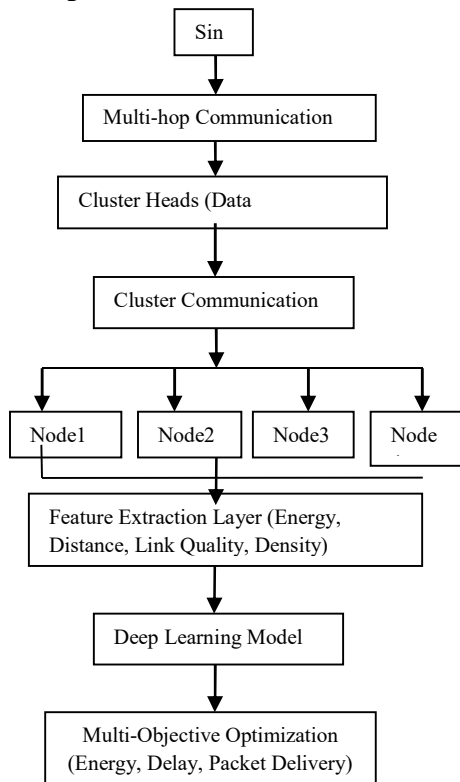 Sin
Multi-hop Communication
Cluster Heads (Data
Cluster Communication
Node1 Node2 Node3 Node
Feature Extraction Layer (Energy,
Distance, Link Quality, Density)
Deep Learning Model
Multi-Objective Optimization
(Energy, Delay, Packet Delivery)